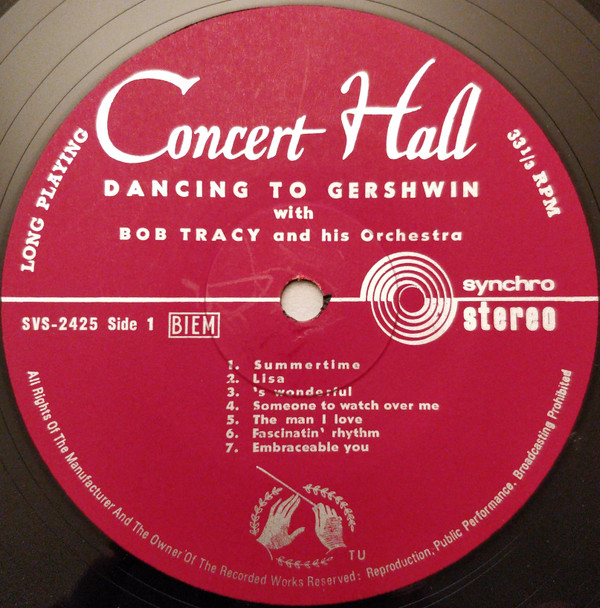 Concert Hall
LONG PLAYING
33 1/3 RPM
DANCING TO GERSHWIN
with
BOB TRACY and his Orchestra
synchro
stereo
SVS-2425 Side 1 BIEM
1. Summertime
2. Lisa
3. 's wonderful
4. Someone to watch over me
5. The man I love
6. Fascinatin' rhythm
7. Embraceable you
TU
All Rights Of The Manufacturer And The Owner Of The Recorded Works Reserved: Reproduction, Public Performance, Broadcasting Prohibited